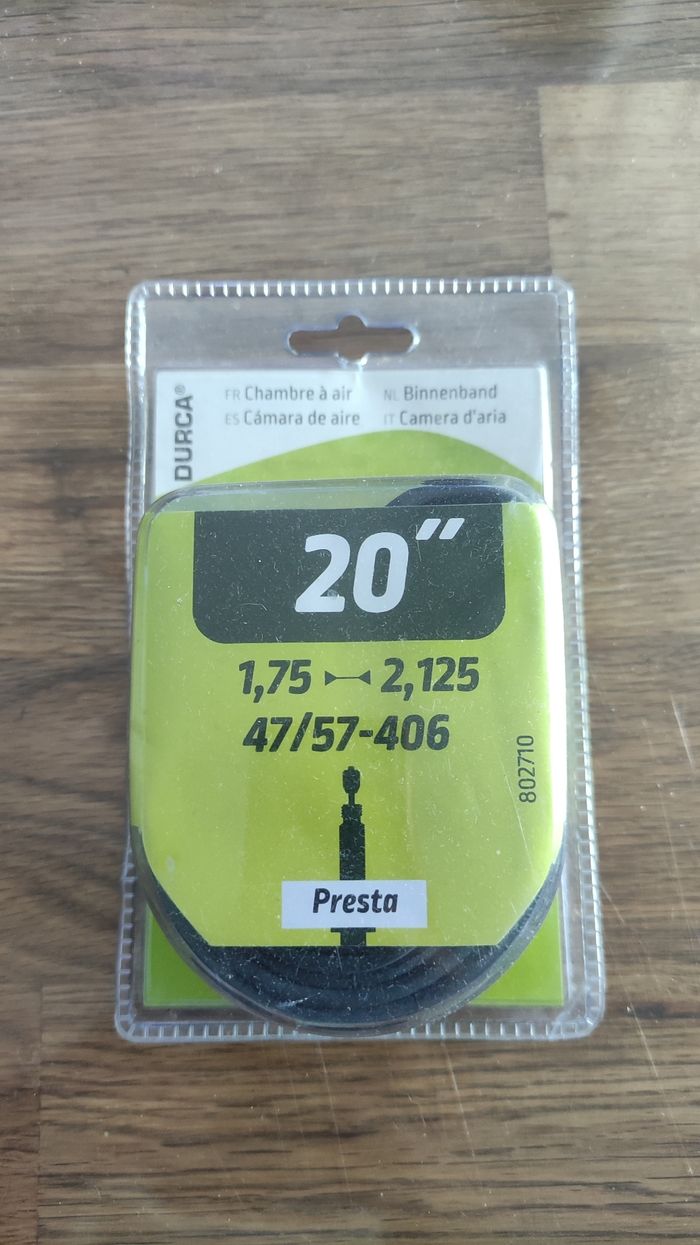 DURCA®
FR Chambre à air NL Binnenband
ES Cámara de aire IT Camera d'aria
20”
1,75 2,125
47/57-406
802710
Presta